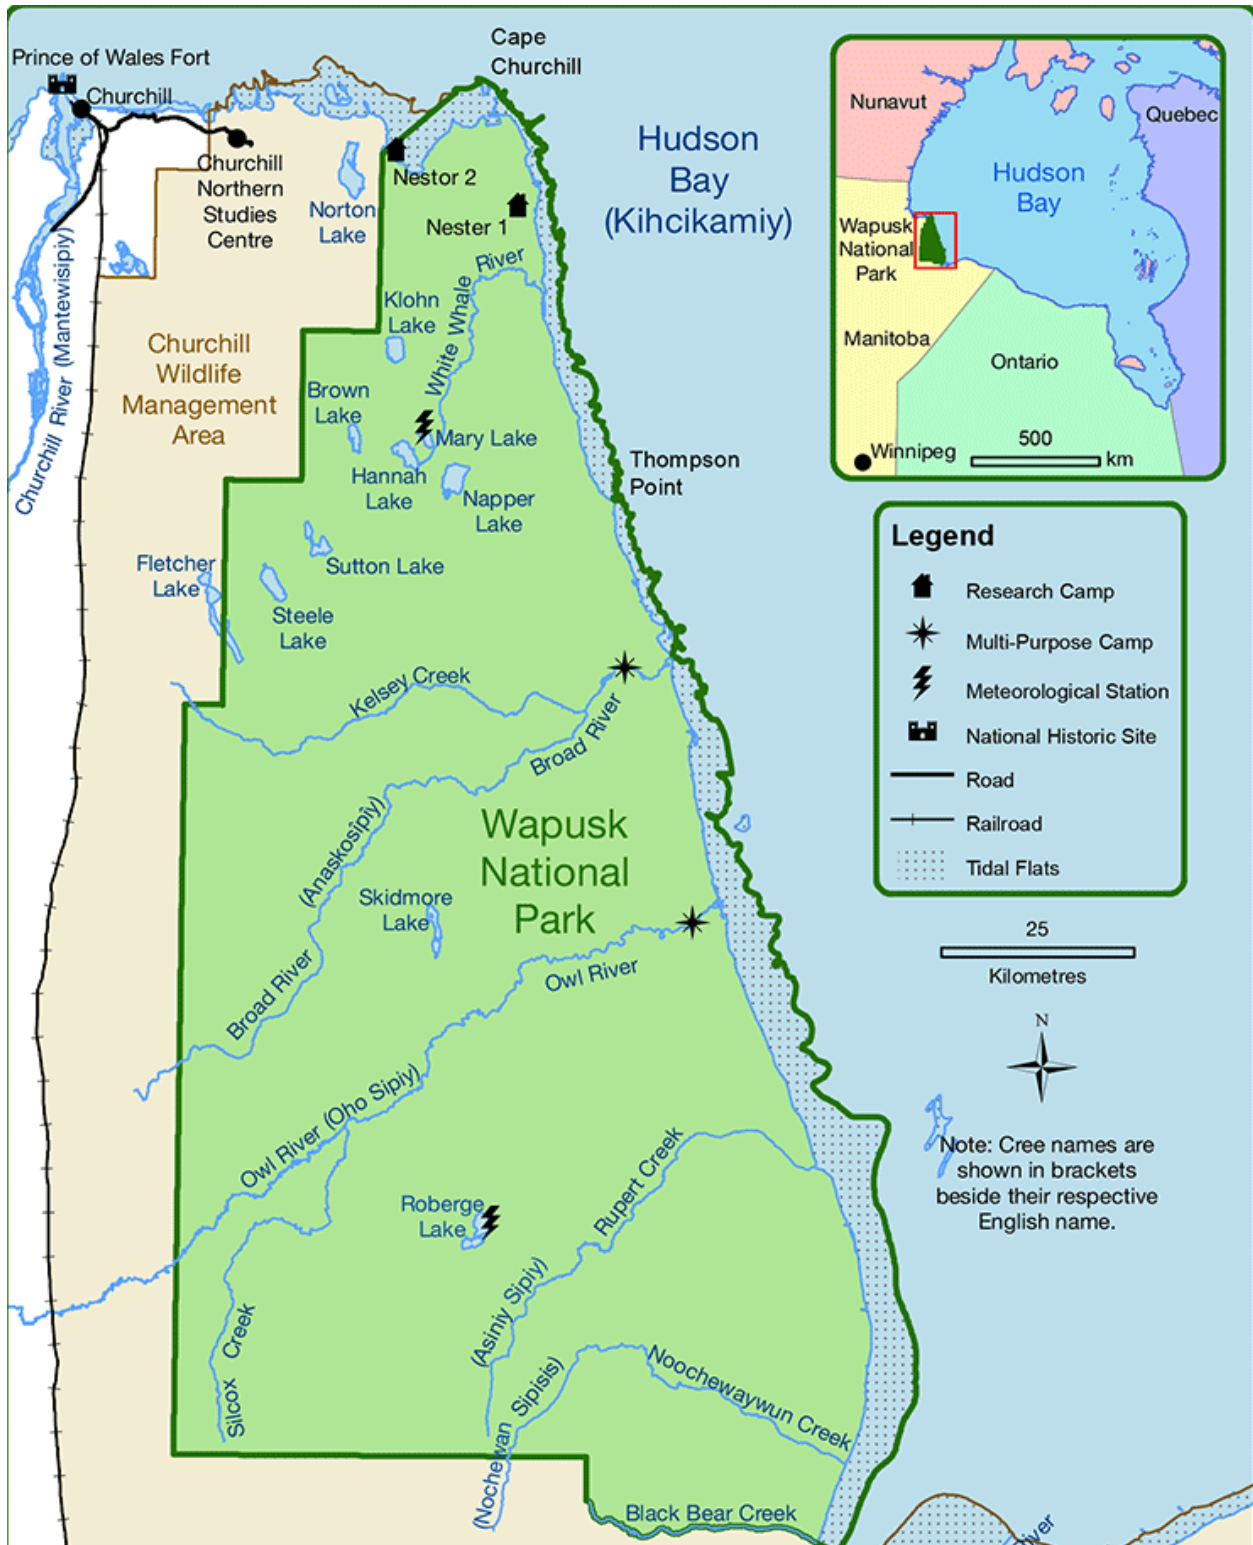 Prince of Wales Fort
Churchill
Churchill
Northern
Studies
Centre
Cape
Churchill
Nestor 2
Nester 1
Norton
Lake
Hudson
Bay
(Kihcikamiy)
Churchill River (Mantewisipiy)
Churchill
Wildlife
Management
Area
White Whale River
Klohn
Lake
Brown
Lake
Mary Lake
Hannah
Lake
Napper
Lake
Thompson
Point
Sutton Lake
Fletcher
Lake
Steele
Lake
Kelsey Creek
Broad River
(Anaskosipiy)
Broad River
Wapusk
National
Park
Skidmore
Lake
Owl River
Owl River (Oho Sipiy)
Roberge
Lake
Rupert Creek
(Asiniy Sipiy)
Silcox Creek
(Nochewan Sipisis)
Noochewaywun Creek
Black Bear Creek
Nunavut
Quebec
Hudson
Bay
Wapusk
National
Park
Manitoba
Ontario
Winnipeg
500
km
Legend
Research Camp
Multi-Purpose Camp
Meteorological Station
National Historic Site
Road
Railroad
Tidal Flats
25
Kilometres
N
Note: Cree names are
shown in brackets
beside their respective
English name.